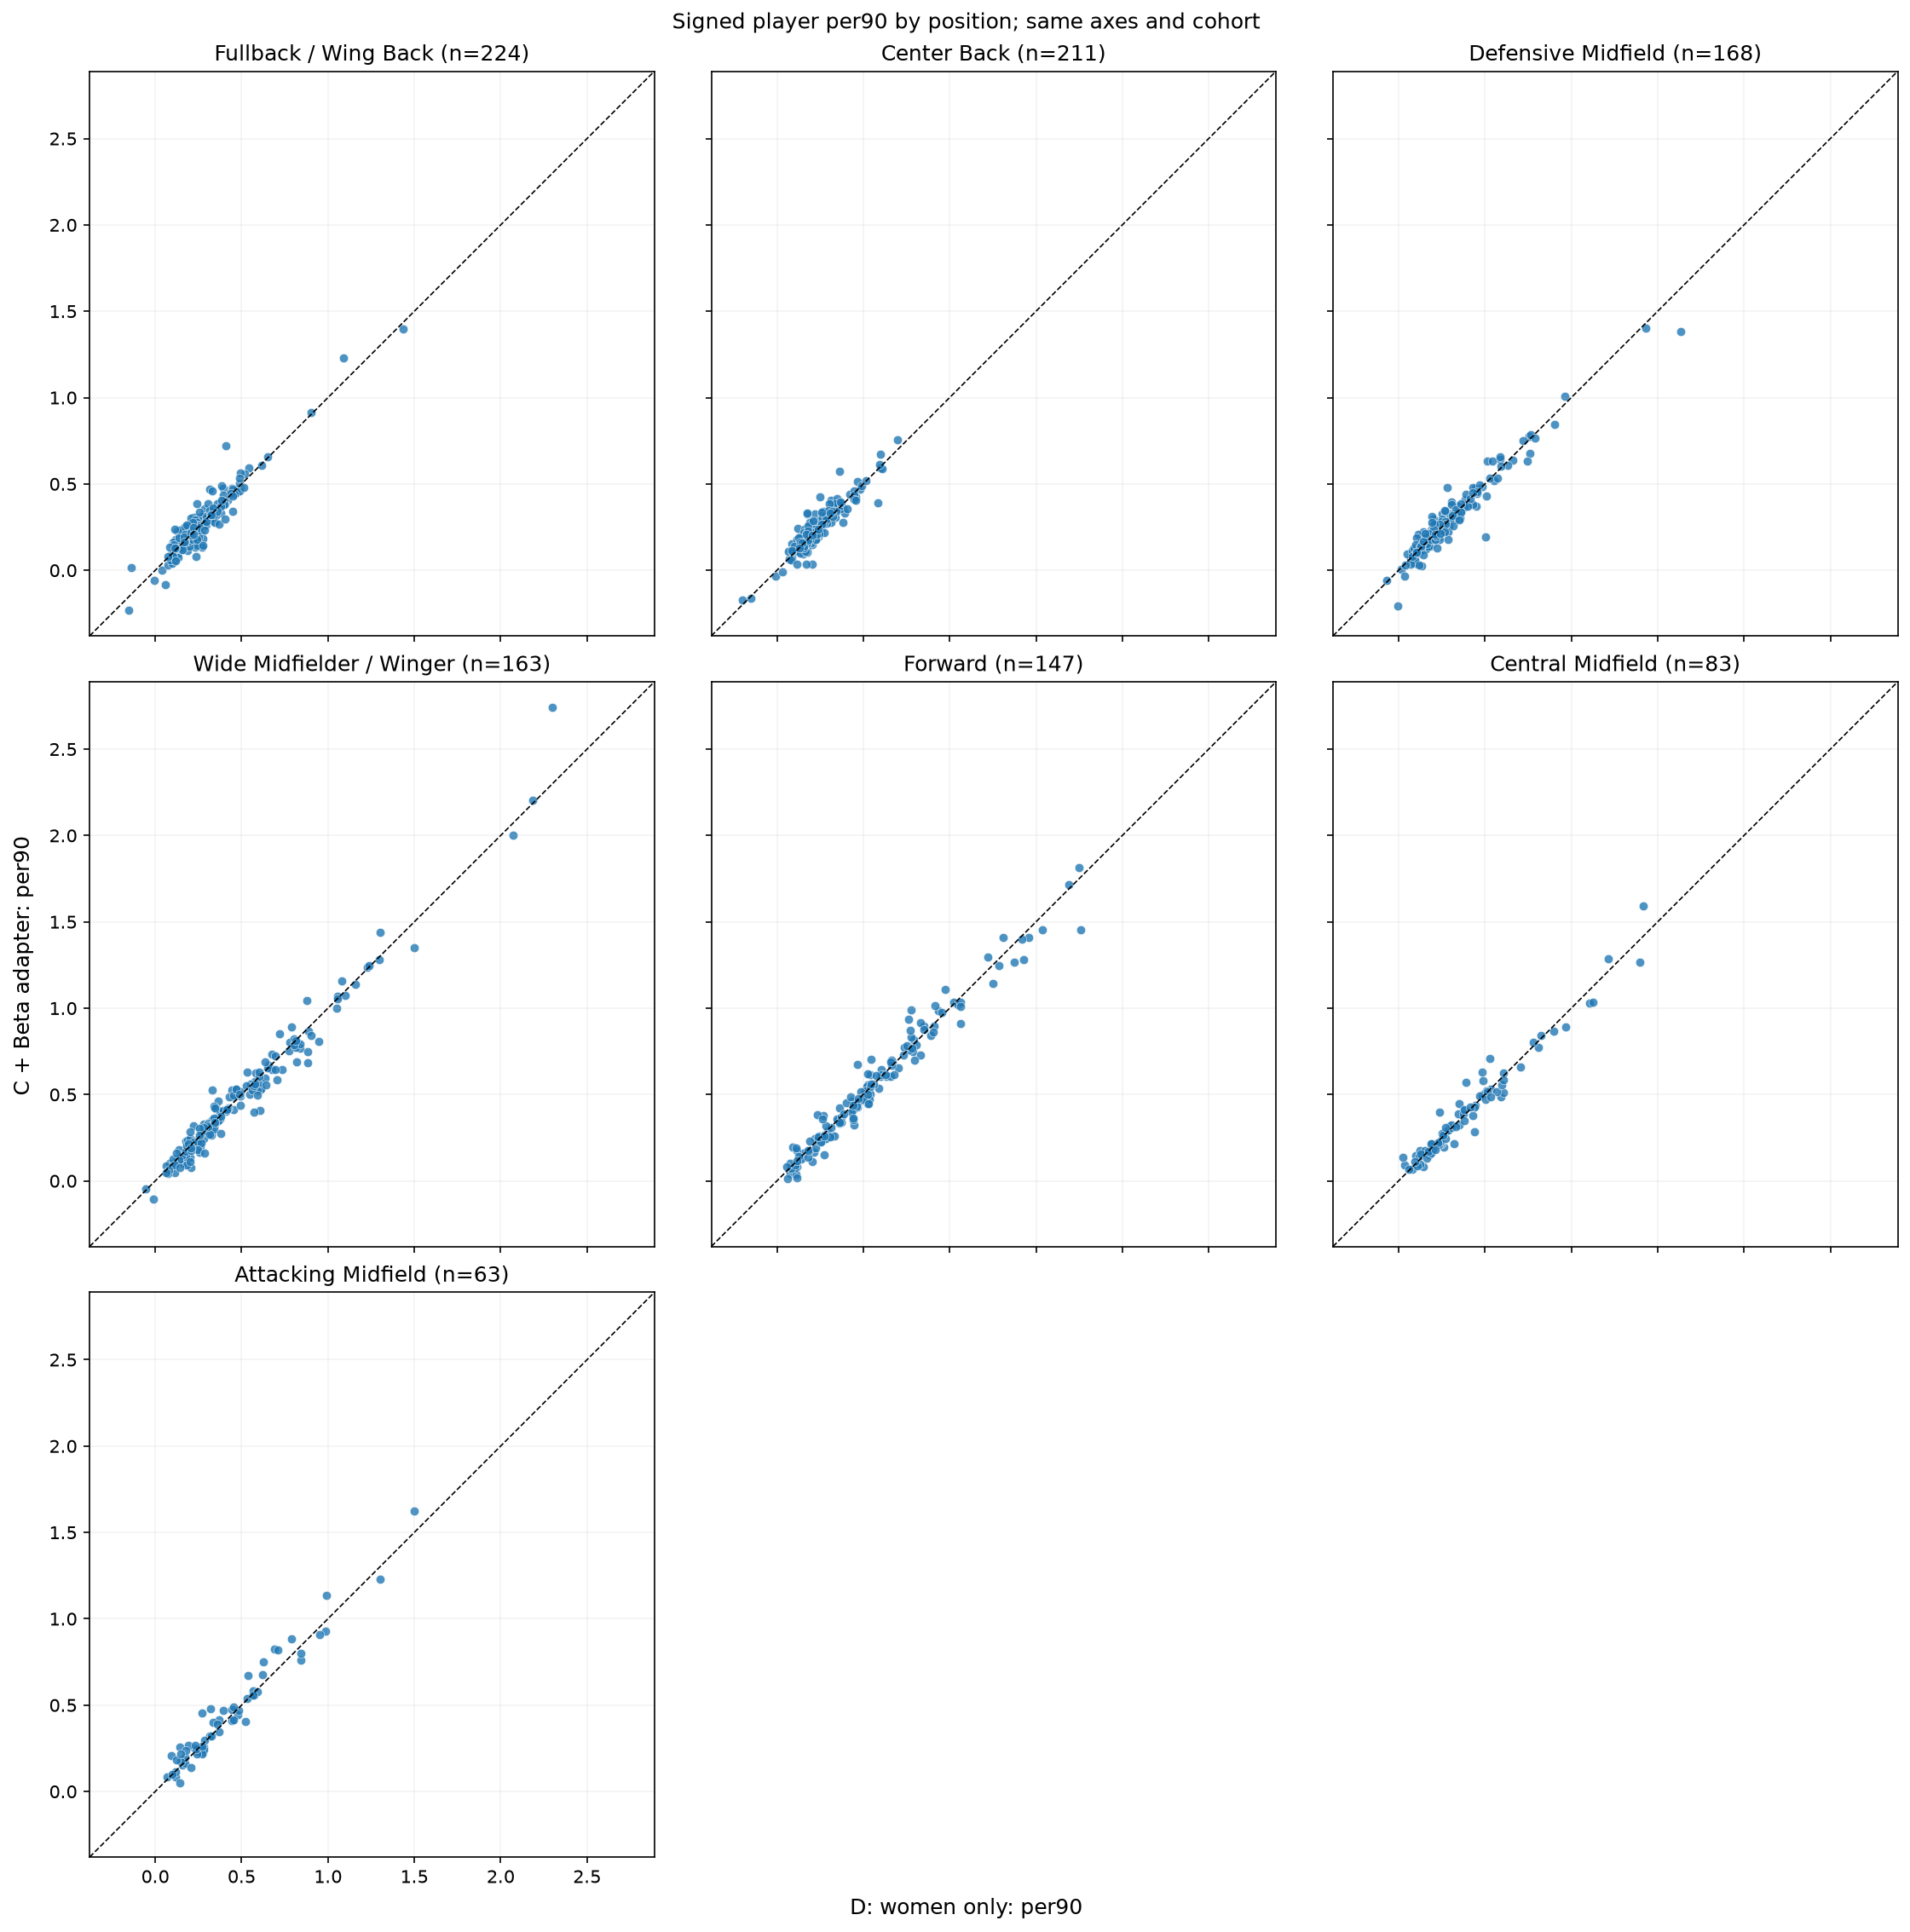 Signed player per90 by position; same axes and cohort
Fullback / Wing Back (n=224)
Center Back (n=211)
Defensive Midfield (n=168)
2.5
2.0
1.5
1.0
0.5
0.0
Wide Midfielder / Winger (n=163)
Forward (n=147)
Central Midfield (n=83)
2.5
2.0
1.5
1.0
0.5
0.0
C + Beta adapter: per90
Attacking Midfield (n=63)
2.5
2.0
1.5
1.0
0.5
0.0
0.0 0.5 1.0 1.5 2.0 2.5
D: women only: per90